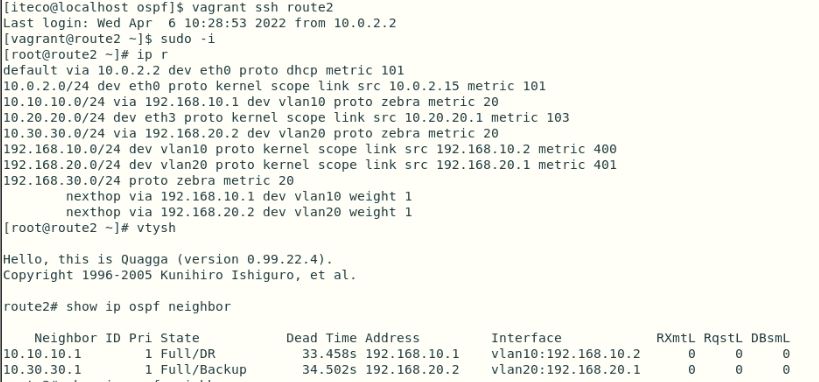 [iteco@localhost ospf]$ vagrant ssh route2
Last login: Wed Apr  6 10:28:53 2022 from 10.0.2.2
[vagrant@route2 ~]$ sudo -i
[root@route2 ~]# ip r
default via 10.0.2.2 dev eth0 proto dhcp metric 101
10.0.2.0/24 dev eth0 proto kernel scope link src 10.0.2.15 metric 101
10.10.10.0/24 via 192.168.10.1 dev vlan10 proto zebra metric 20
10.20.20.0/24 dev eth3 proto kernel scope link src 10.20.20.1 metric 103
10.30.30.0/24 via 192.168.20.2 dev vlan20 proto zebra metric 20
192.168.10.0/24 dev vlan10 proto kernel scope link src 192.168.10.2 metric 400
192.168.20.0/24 dev vlan20 proto kernel scope link src 192.168.20.1 metric 401
192.168.30.0/24 proto zebra metric 20
        nexthop via 192.168.10.1 dev vlan10 weight 1
        nexthop via 192.168.20.2 dev vlan20 weight 1
[root@route2 ~]# vtysh
Hello, this is Quagga (version 0.99.22.4).
Copyright 1996-2005 Kunihiro Ishiguro, et al.
route2# show ip ospf neighbor
    Neighbor ID Pri State           Dead Time Address         Interface            RXmtL RqstL DBsmL
10.10.10.1        1 Full/DR           33.458s 192.168.10.1    vlan10:192.168.10.2      0     0     0
10.30.30.1        1 Full/Backup       34.502s 192.168.20.2    vlan20:192.168.20.1      0     0     0